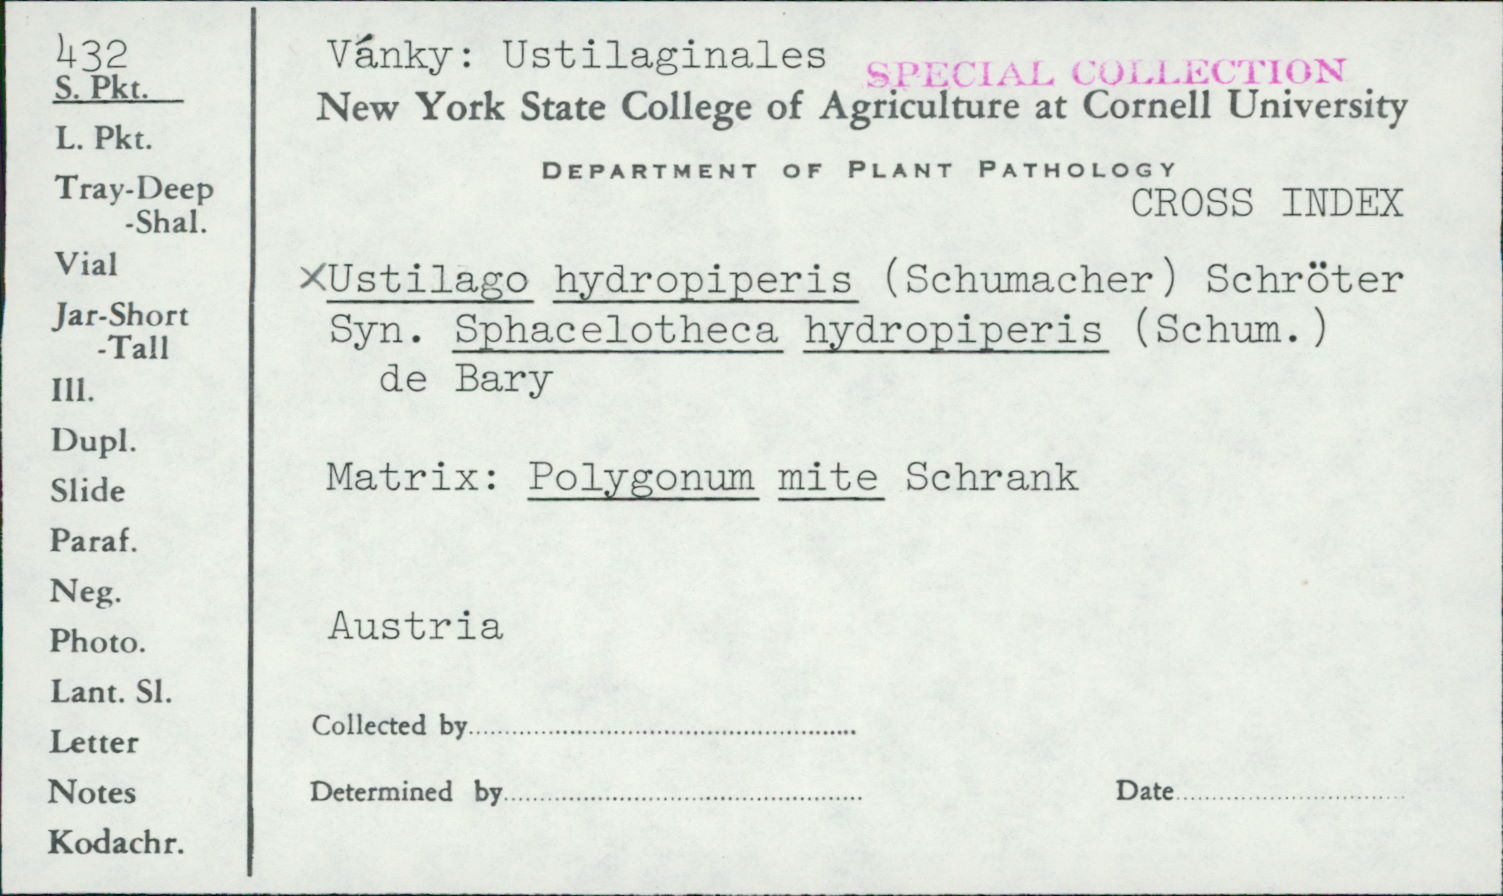 432
S. Pkt.
L. Pkt.
Tray-Deep
-Shal.
Vial
Jar-Short
-Tall
Ill.
Dupl.
Slide
Paraf.
Neg.
Photo.
Lant. Sl.
Letter
Notes
Kodachr.
Vánky: Ustilaginales
SPECIAL COLLECTION
New York State College of Agriculture at Cornell University
DEPARTMENT OF PLANT PATHOLOGY
CROSS INDEX
XUstilago hydropiperis (Schumacher) Schröter
Syn. Sphacelotheca hydropiperis (Schum.)
de Bary
Matrix: Polygonum mite Schrank
Austria
Collected by
Determined by
Date